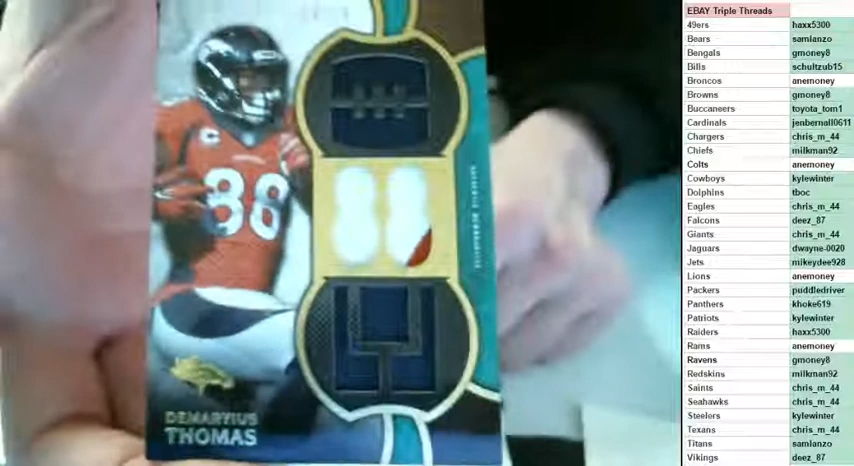 88
DEMARYIUS
THOMAS
EBAY Triple Threads
49ers haxx5300
Bears samianzo
Bengals gmoney8
Bills schultzub15
Broncos anemoney
Browns gmoney8
Buccaneers toyota_tom1
Cardinals jenbernall0611
Chargers chris_m_44
Chiefs milkman92
Colts anemoney
Cowboys kylewinter
Dolphins tboc
Eagles chris_m_44
Falcons deez_87
Giants chris_m_44
Jaguars dwayne-0020
Jets mikeydee928
Lions anemoney
Packers puddledriver
Panthers khoke619
Patriots kylewinter
Raiders haxx5300
Rams anemoney
Ravens gmoney8
Redskins milkman92
Saints chris_m_44
Seahawks chris_m_44
Steelers kylewinter
Texans chris_m_44
Titans samianzo
Vikings deez_87